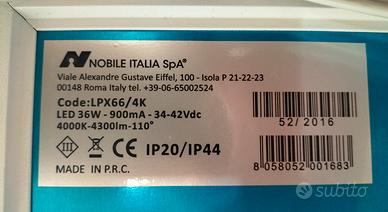 N NOBILE ITALIA SpA®
Viale Alexandre Gustave Eiffel, 100 - Isola P 21-22-23
00148 Roma Italy tel. +39-06-65002524
Code:LPX66/4K
LED 36W - 900mA - 34-42Vdc
4000K-4300lm-110°
52/2016
III CE IP20/IP44
MADE IN P.R.C.
8 058052 001683
subito